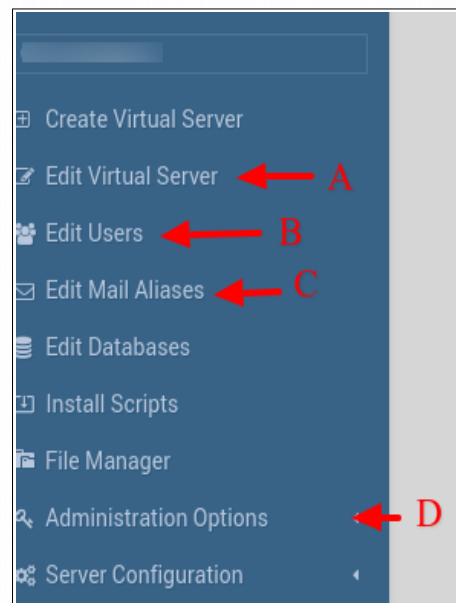 Create Virtual Server
Edit Virtual Server A
Edit Users B
Edit Mail Aliases C
Edit Databases
Install Scripts
File Manager
Administration Options D
Server Configuration